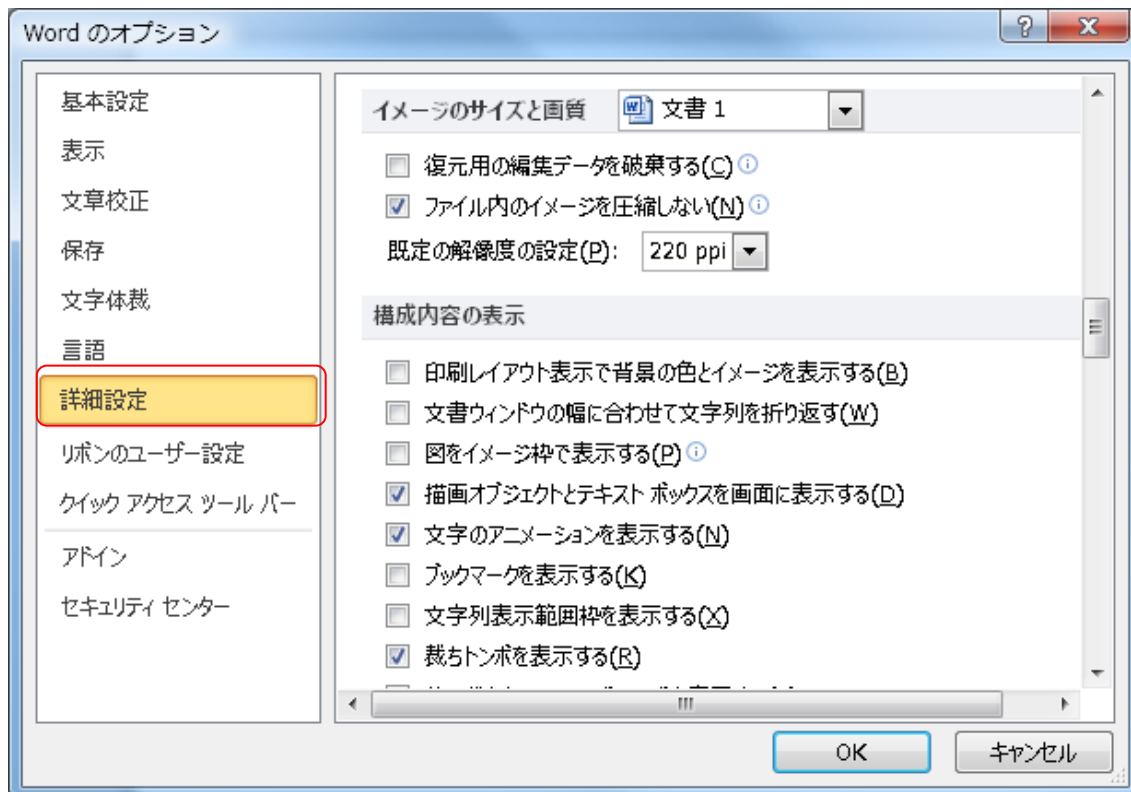 Word のオプション
基本設定
表示
文章校正
保存
文字体裁
言語
詳細設定
リボンのユーザー設定
クイック アクセス ツール バー
アドイン
セキュリティ センター
イメージのサイズと画質 文書 1
復元用の編集データを破棄する(C)
ファイル内のイメージを圧縮しない(N)
既定の解像度の設定(P): 220 ppi
構成内容の表示
印刷レイアウト表示で背景の色とイメージを表示する(B)
文書ウィンドウの幅に合わせて文字列を折り返す(W)
図をイメージ枠で表示する(P)
描画オブジェクトとテキスト ボックスを画面に表示する(D)
文字のアニメーションを表示する(N)
ブックマークを表示する(K)
文字列表示範囲枠を表示する(X)
裁ちトンボを表示する(R)
OK キャンセル